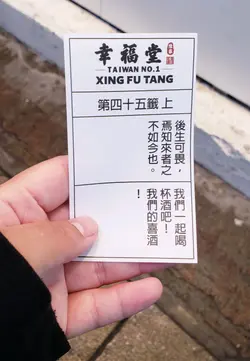 幸福堂
TAIWAN NO.1
XING FU TANG
第四十五籤 上
後生可畏，
焉知來者之
不如今也。
我們一起喝
杯酒吧！
我們的喜酒
！